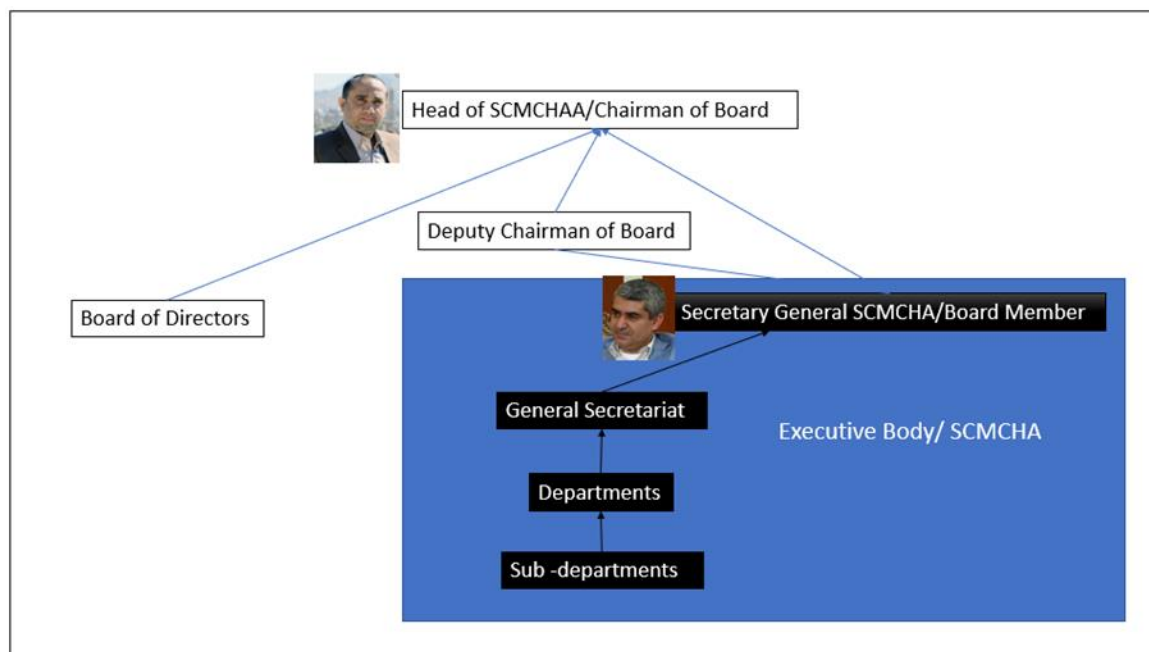 Head of SCMCHAA/Chairman of Board
Deputy Chairman of Board
Board of Directors
Secretary General SCMCHA/Board Member
General Secretariat
Executive Body/ SCMCHA
Departments
Sub -departments